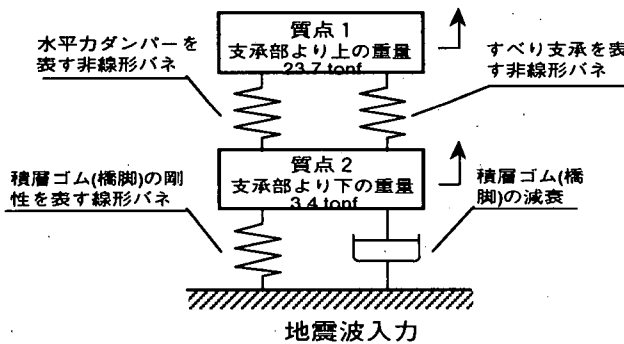 質点1
支承部より上の重量
23.7 tonf
水平力ダンパーを
表す非線形バネ
すべり支承を表
す非線形バネ
質点2
支承部より下の重量
3.4 tonf
積層ゴム(橋脚)の剛
性を表す線形バネ
積層ゴム(橋
脚)の減衰
地震波入力